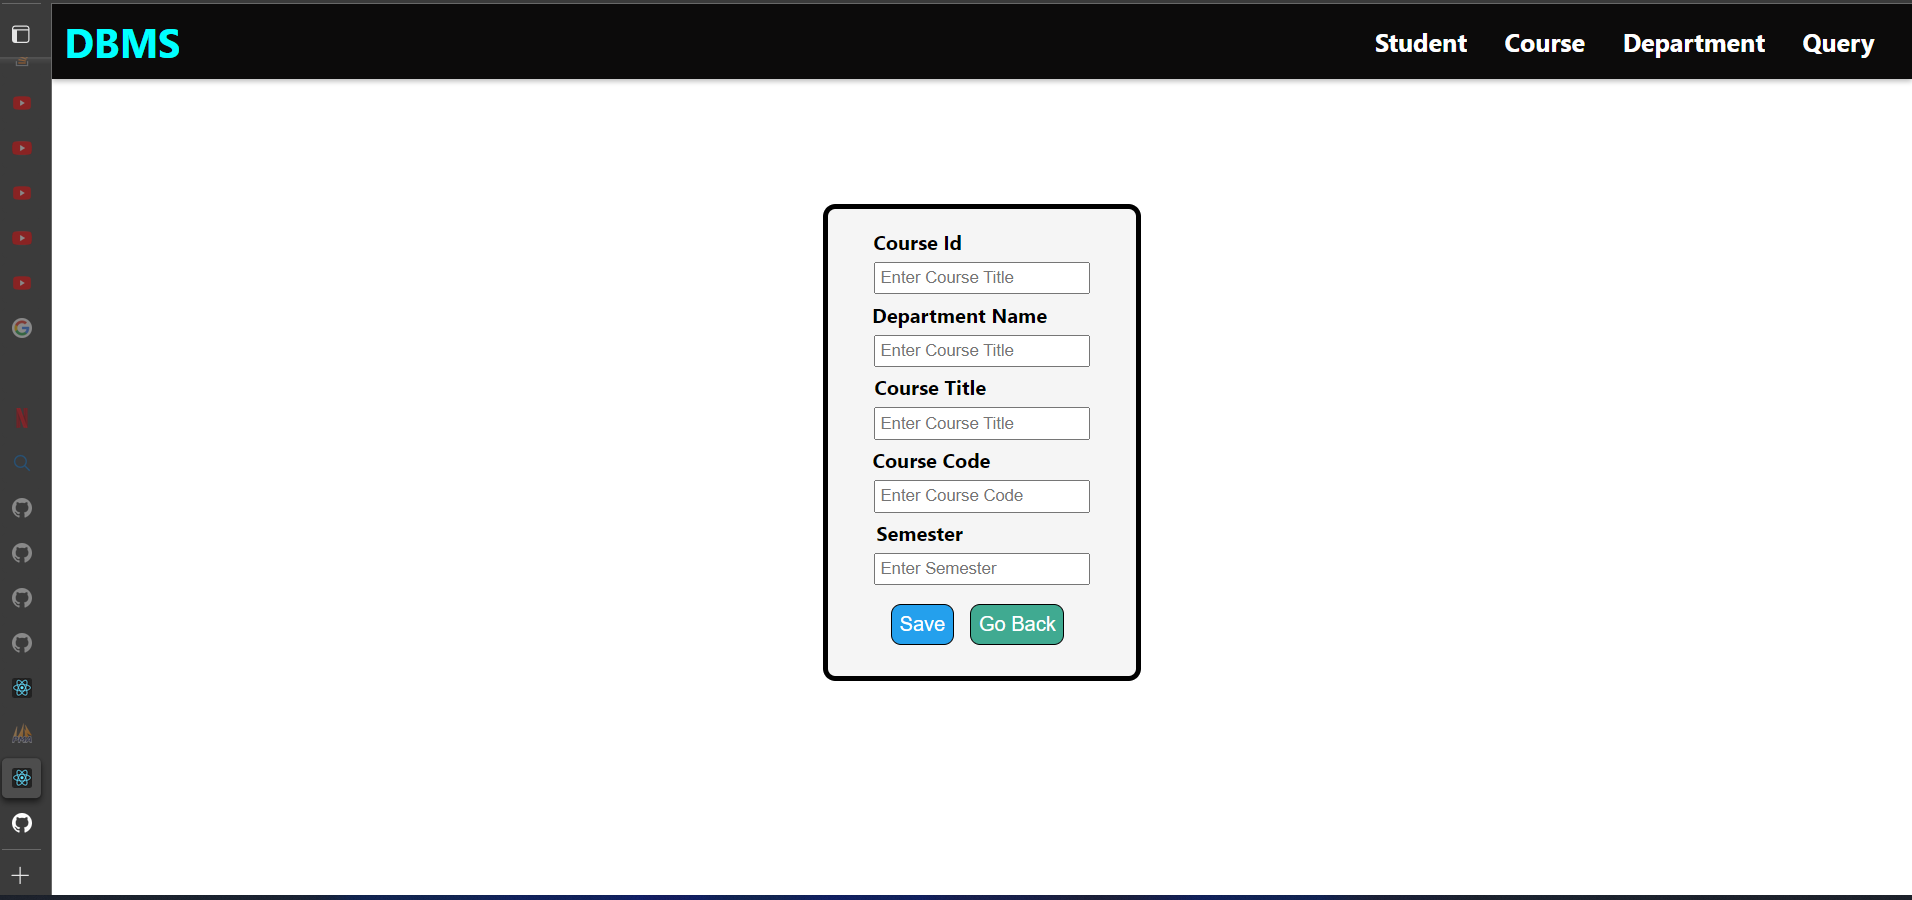 DBMS
Student Course Department Query
Course Id
Enter Course Title
Department Name
Enter Course Title
Course Title
Enter Course Title
Course Code
Enter Course Code
Semester
Enter Semester
Save Go Back